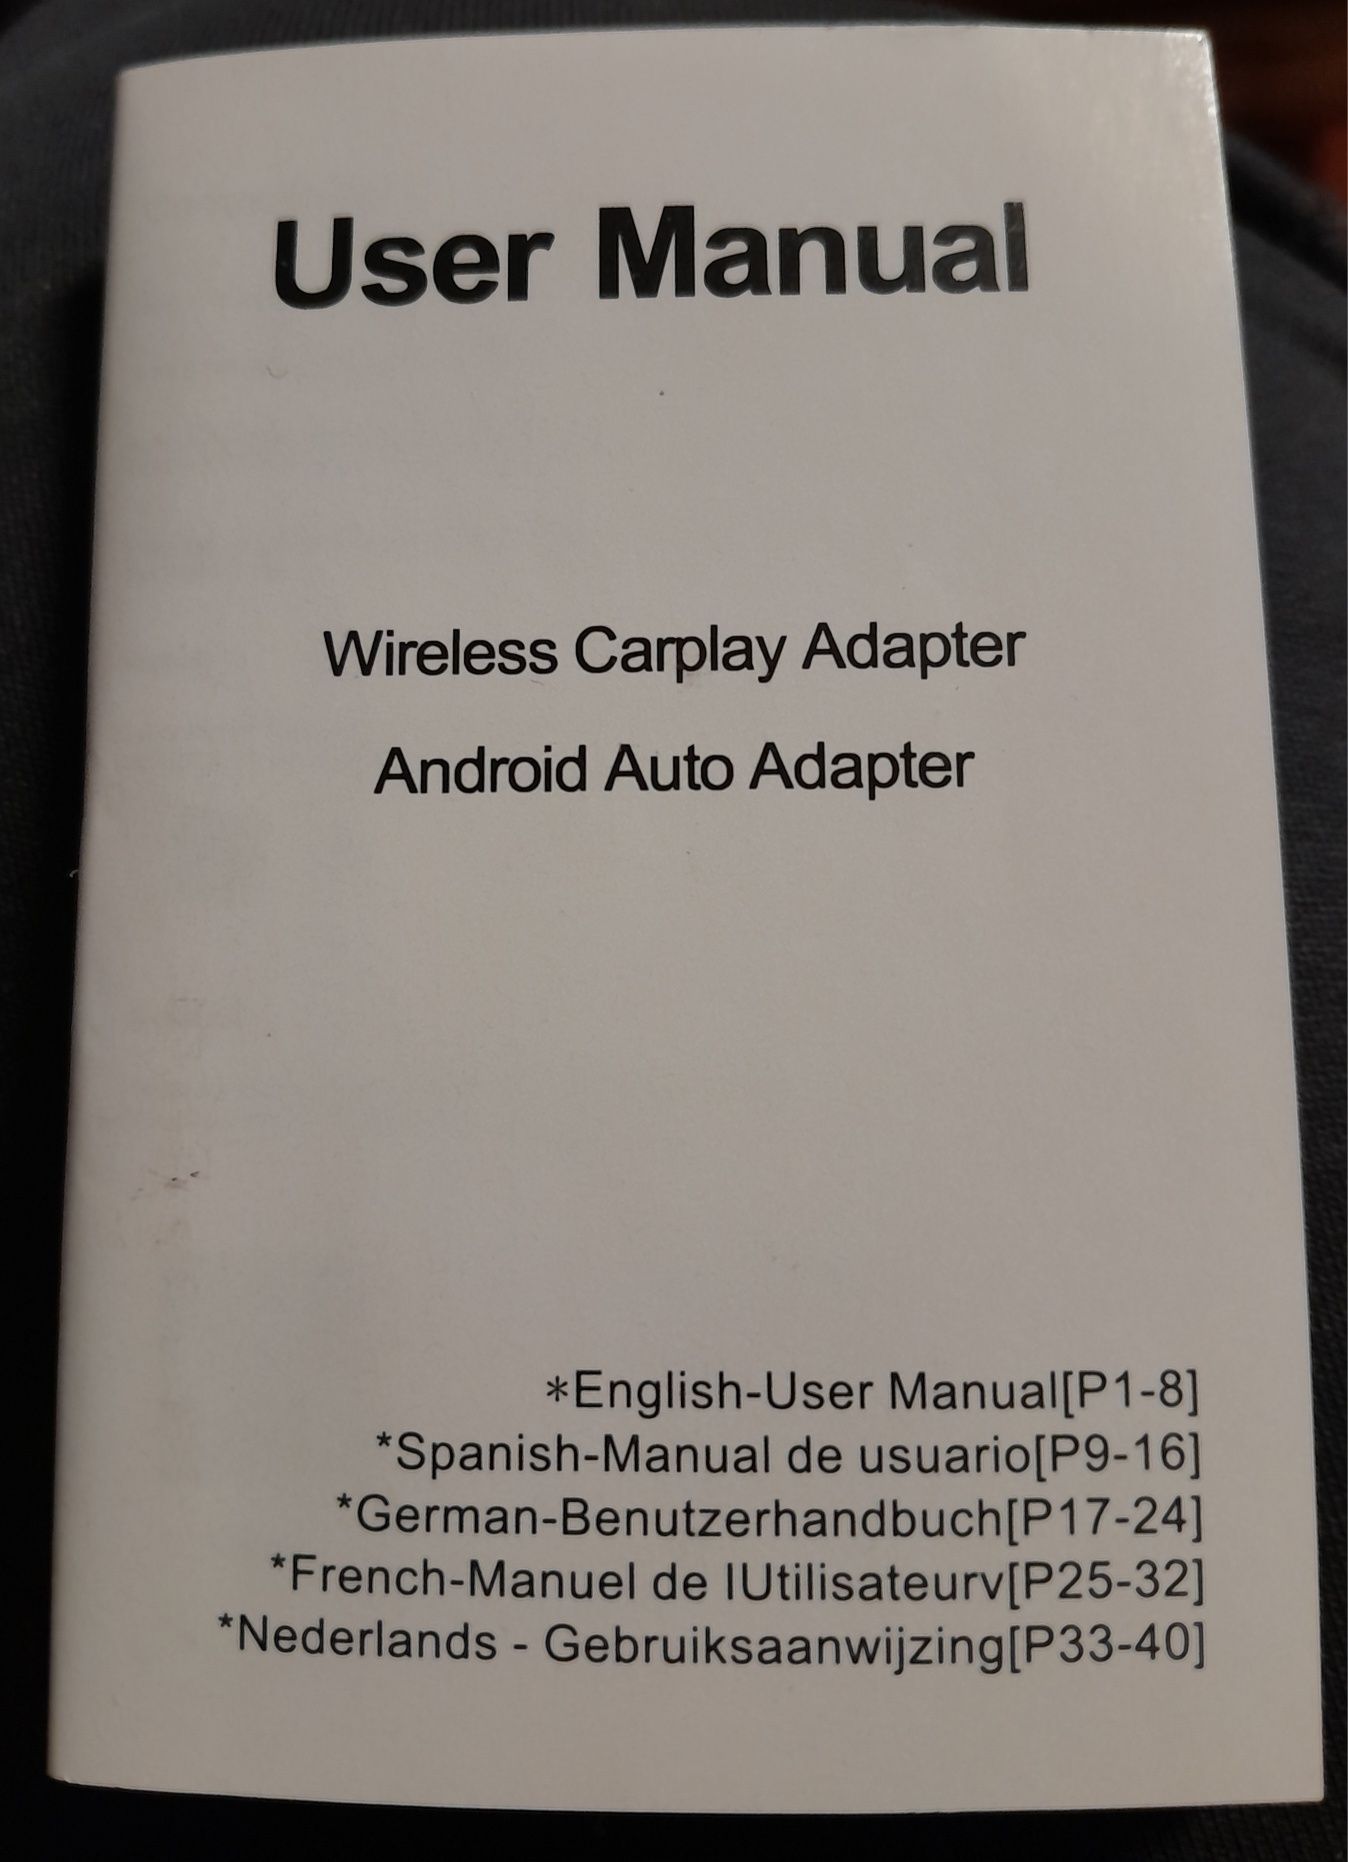 User Manual
Wireless Carplay Adapter
Android Auto Adapter
*English-User Manual[P1-8]
*Spanish-Manual de usuario[P9-16]
*German-Benutzerhandbuch[P17-24]
*French-Manuel de lUtilisateurv[P25-32]
*Nederlands - Gebruiksaanwijzing[P33-40]